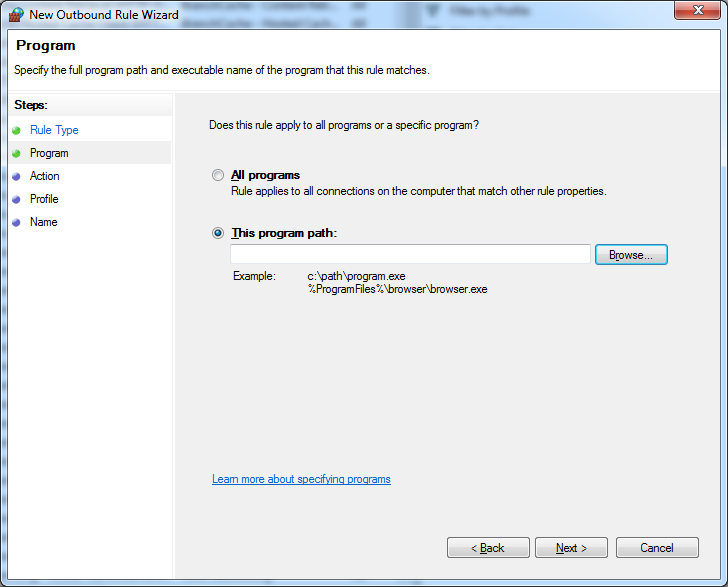 New Outbound Rule Wizard
Program
Specify the full program path and executable name of the program that this rule matches.
Steps:
Rule Type
Program
Action
Profile
Name
Does this rule apply to all programs or a specific program?
All programs
Rule applies to all connections on the computer that match other rule properties.
This program path:
Browse...
Example: c:\path\program.exe
%ProgramFiles%\browser\browser.exe
Learn more about specifying programs
< Back Next > Cancel